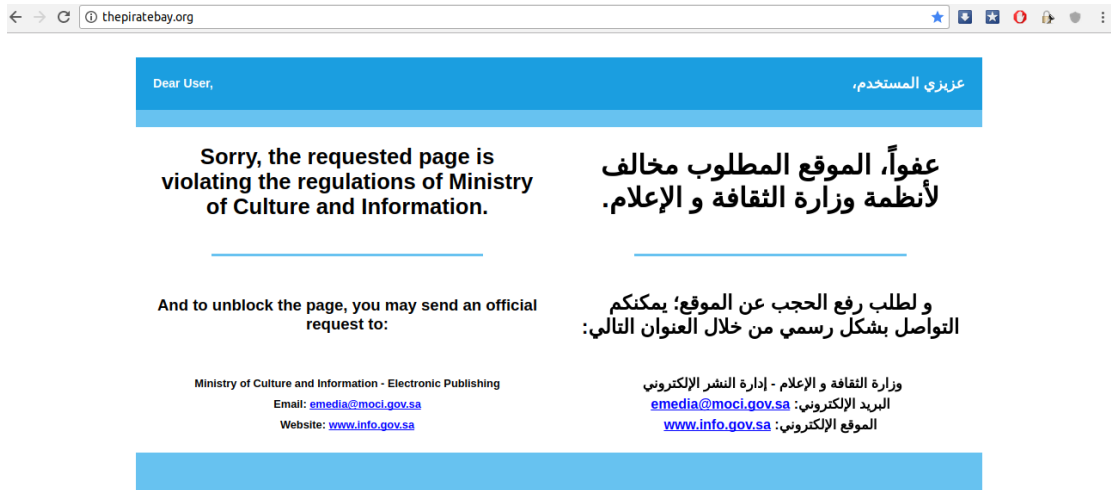 thepiratebay.org
Dear User,
عزيزي المستخدم،
Sorry, the requested page is
violating the regulations of Ministry
of Culture and Information.
عفواً، الموقع المطلوب مخالف
لأنظمة وزارة الثقافة و الإعلام.
And to unblock the page, you may send an official
request to:
و لطلب رفع الحجب عن الموقع؛ يمكنكم
التواصل بشكل رسمي من خلال العنوان التالي:
Ministry of Culture and Information - Electronic Publishing
Email: emedia@moci.gov.sa
Website: www.info.gov.sa
وزارة الثقافة و الإعلام - إدارة النشر الإلكتروني
البريد الإلكتروني: emedia@moci.gov.sa
الموقع الإلكتروني: www.info.gov.sa